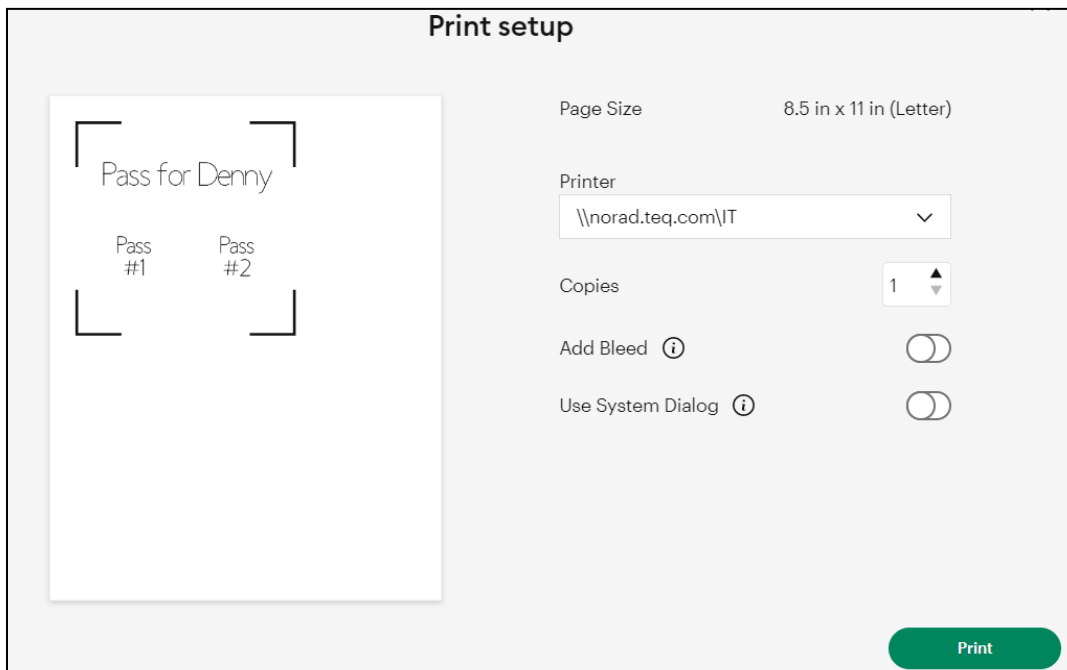 Print setup
Pass for Denny
Pass Pass
#1 #2
Page Size 8.5 in x 11 in (Letter)
Printer
\\norad.teq.com\IT
Copies 1
Add Bleed
Use System Dialog
Print